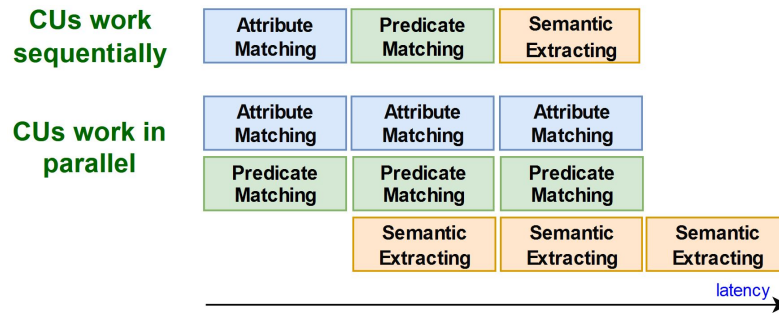 CUs work
sequentially
Attribute
Matching
Predicate
Matching
Semantic
Extracting
CUs work in
parallel
Attribute
Matching
Attribute
Matching
Attribute
Matching
Predicate
Matching
Predicate
Matching
Predicate
Matching
Semantic
Extracting
Semantic
Extracting
Semantic
Extracting
latency